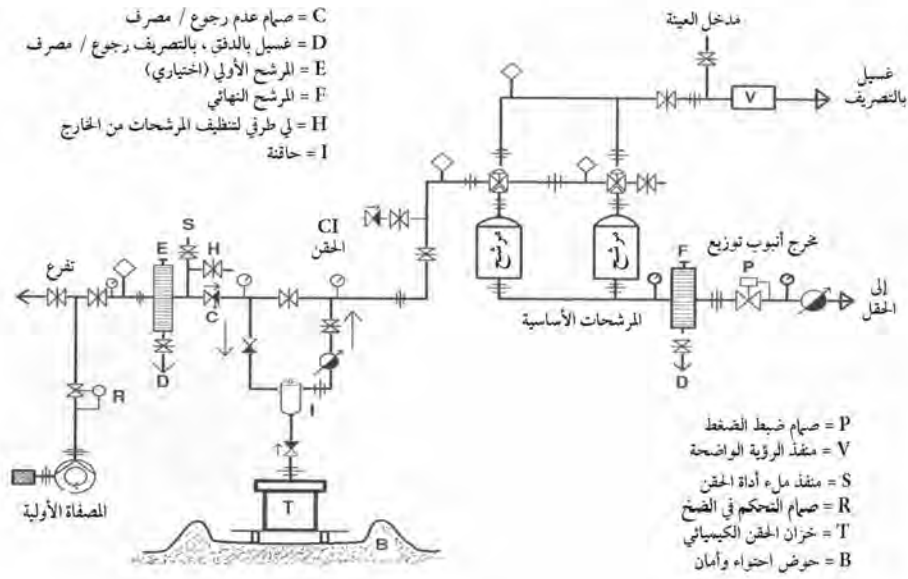 C = صمام عدم رجوع / مصرف
D = غسيل بالدفق ، بالتصريف رجوع / مصرف
E = المرشح الأولي (اختياري)
F = المرشح النهائي
H = لي طرفي لتنظيف المرشحات من الخارج
I = حاقنة
مدخل العينة
غسيل
بالتصريف
V
S
H
E
CI
الحقن
تفرع
C
D
R
I
T
B
المصفاة الأولية
مرشح
مرشح
المرشحات الأساسية
مخرج أنبوب توزيع
F
P
D
إلى
الحقل
P = صمام ضبط الضغط
V = منفذ الرؤية الواضحة
S = منفذ ملء أداة الحقن
R = صمام التحكم في الضخ
T = خزان الحقن الكيميائي
B = حوض احتواء وأمان